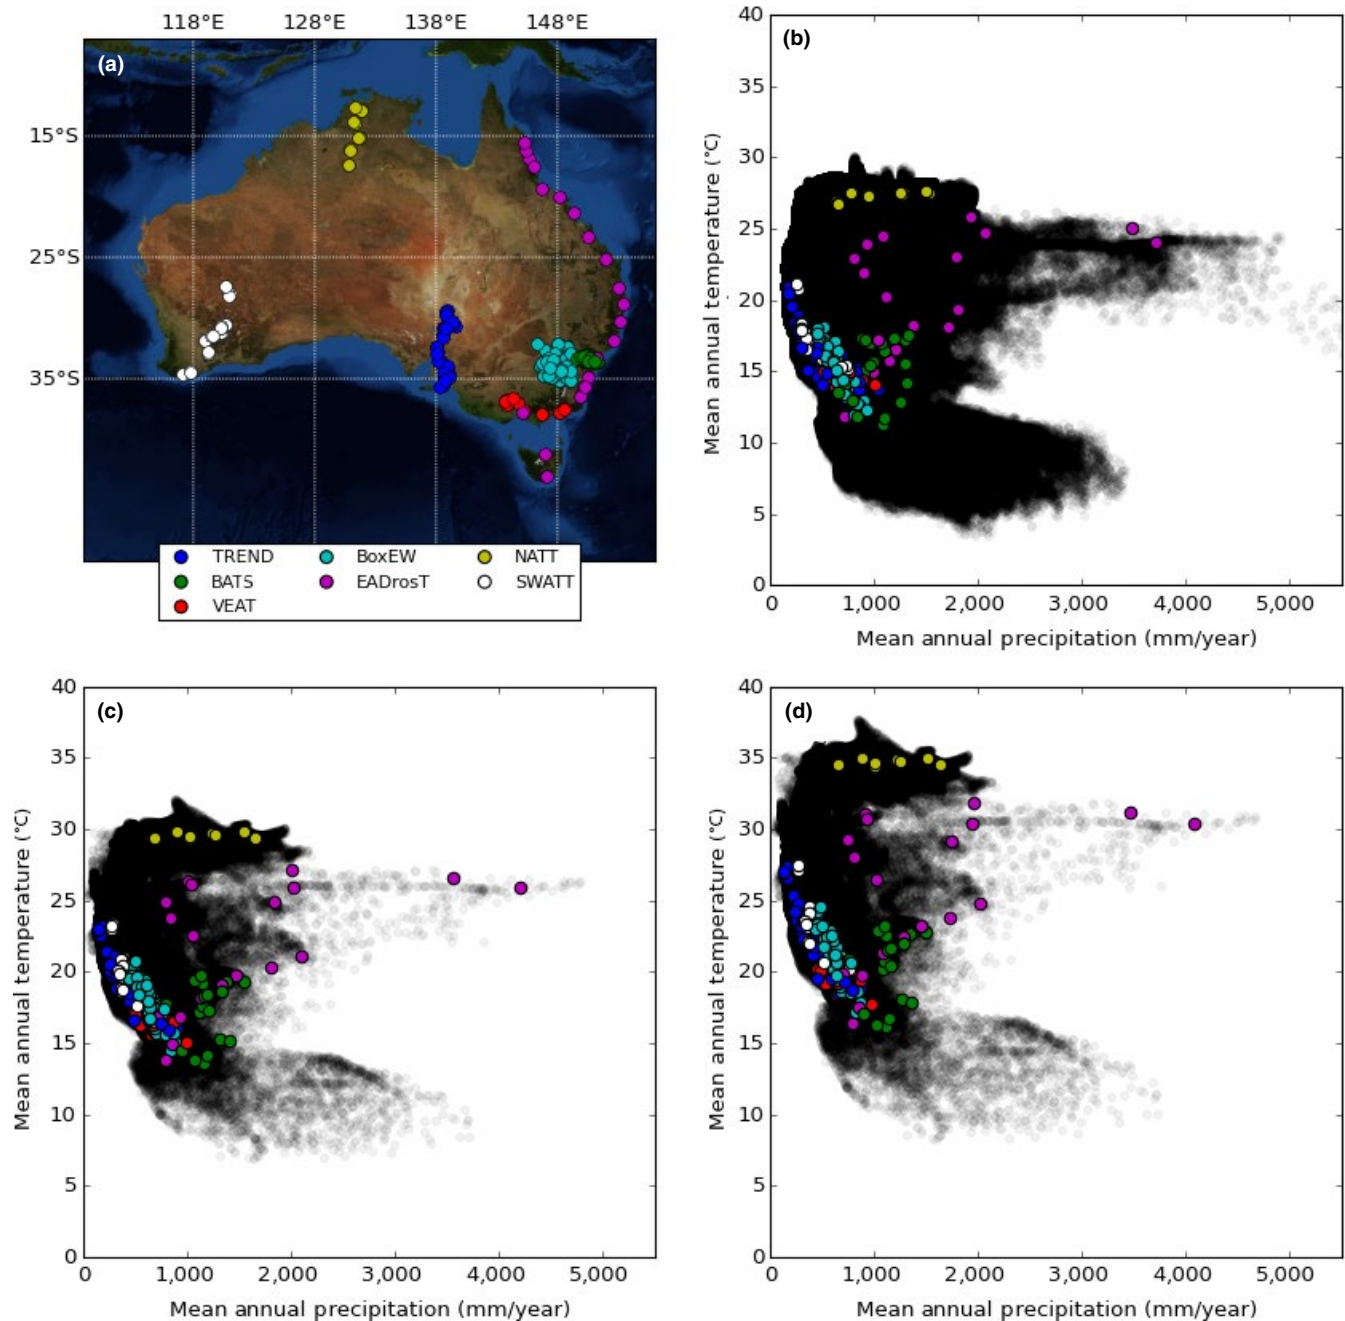 118°E 128°E 138°E 148°E
(a)
15°S
25°S
35°S
TREND BoxEW NATT
BATS EADrosT SWATT
VEAT
(b)
40
35
30
25
20
15
10
5
0
0 1,000 2,000 3,000 4,000 5,000
Mean annual temperature (°C)
Mean annual precipitation (mm/year)
(c)
40
35
30
25
20
15
10
5
0
0 1,000 2,000 3,000 4,000 5,000
Mean annual temperature (°C)
Mean annual precipitation (mm/year)
(d)
40
35
30
25
20
15
10
5
0
0 1,000 2,000 3,000 4,000 5,000
Mean annual temperature (°C)
Mean annual precipitation (mm/year)